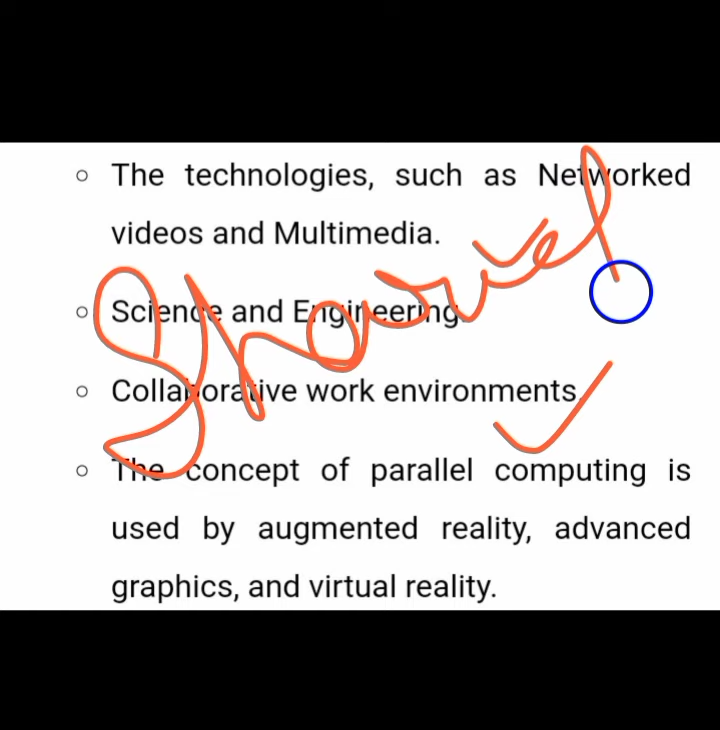 The technologies, such as Networked
videos and Multimedia.
Science and Engineering.
Collaborative work environments.
The concept of parallel computing is
used by augmented reality, advanced
graphics, and virtual reality.